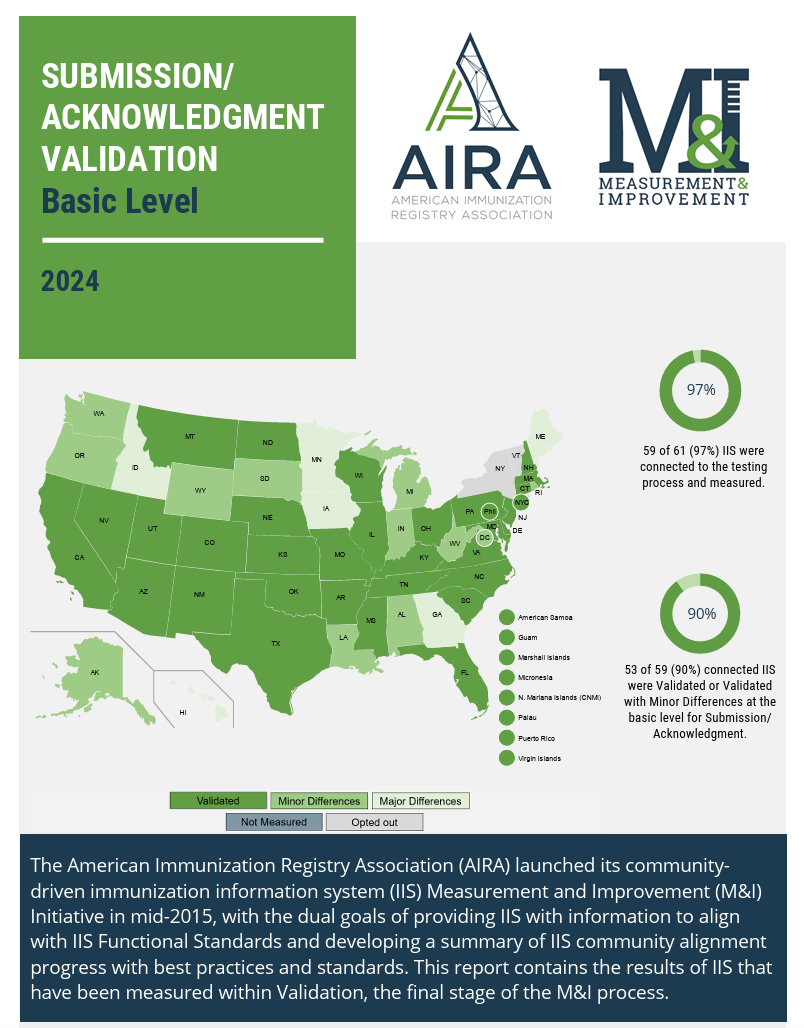 SUBMISSION/
ACKNOWLEDGMENT
VALIDATION
Basic Level
2024
AIRA
AMERICAN IMMUNIZATION
REGISTRY ASSOCIATION
M&I
MEASUREMENT&
IMPROVEMENT
97%
59 of 61 (97%) IIS were
connected to the testing
process and measured.
90%
53 of 59 (90%) connected IIS
were Validated or Validated
with Minor Differences at the
basic level for Submission/
Acknowledgment.
WA
OR
ID
MT
ND
MN
WI
MI
ME
VT
NH
NY
MA
CT
RI
NYC
NJ
PA
Phil
MD
DE
DC
WY
SD
IA
NE
NV
UT
CO
CA
KS
MO
IL
IN
OH
WV
VA
KY
NC
TN
SC
AZ
NM
OK
AR
MS
AL
GA
TX
LA
FL
AK
HI
American Samoa
Guam
Marshall Islands
Micronesia
N. Mariana Islands (CNMI)
Palau
Puerto Rico
Virgin Islands
Validated
Minor Differences
Major Differences
Not Measured
Opted out
The American Immunization Registry Association (AIRA) launched its community-
driven immunization information system (IIS) Measurement and Improvement (M&I)
Initiative in mid-2015, with the dual goals of providing IIS with information to align
with IIS Functional Standards and developing a summary of IIS community alignment
progress with best practices and standards. This report contains the results of IIS that
have been measured within Validation, the final stage of the M&I process.